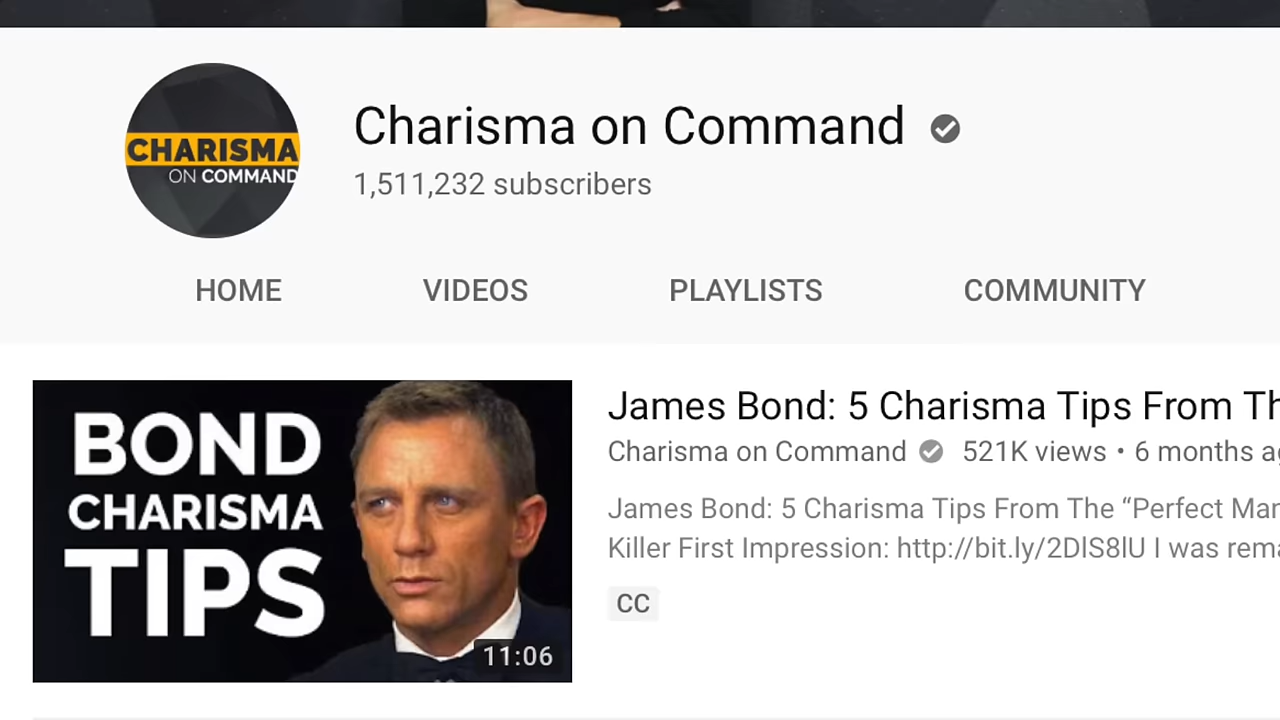 CHARISMA
ON COMMAND
Charisma on Command
1,511,232 subscribers
HOME VIDEOS PLAYLISTS COMMUNITY
BOND
CHARISMA
TIPS
11:06
James Bond: 5 Charisma Tips From Th
Charisma on Command 521K views • 6 months ag
James Bond: 5 Charisma Tips From The “Perfect Man
Killer First Impression: http://bit.ly/2DlS8lU I was rema
CC